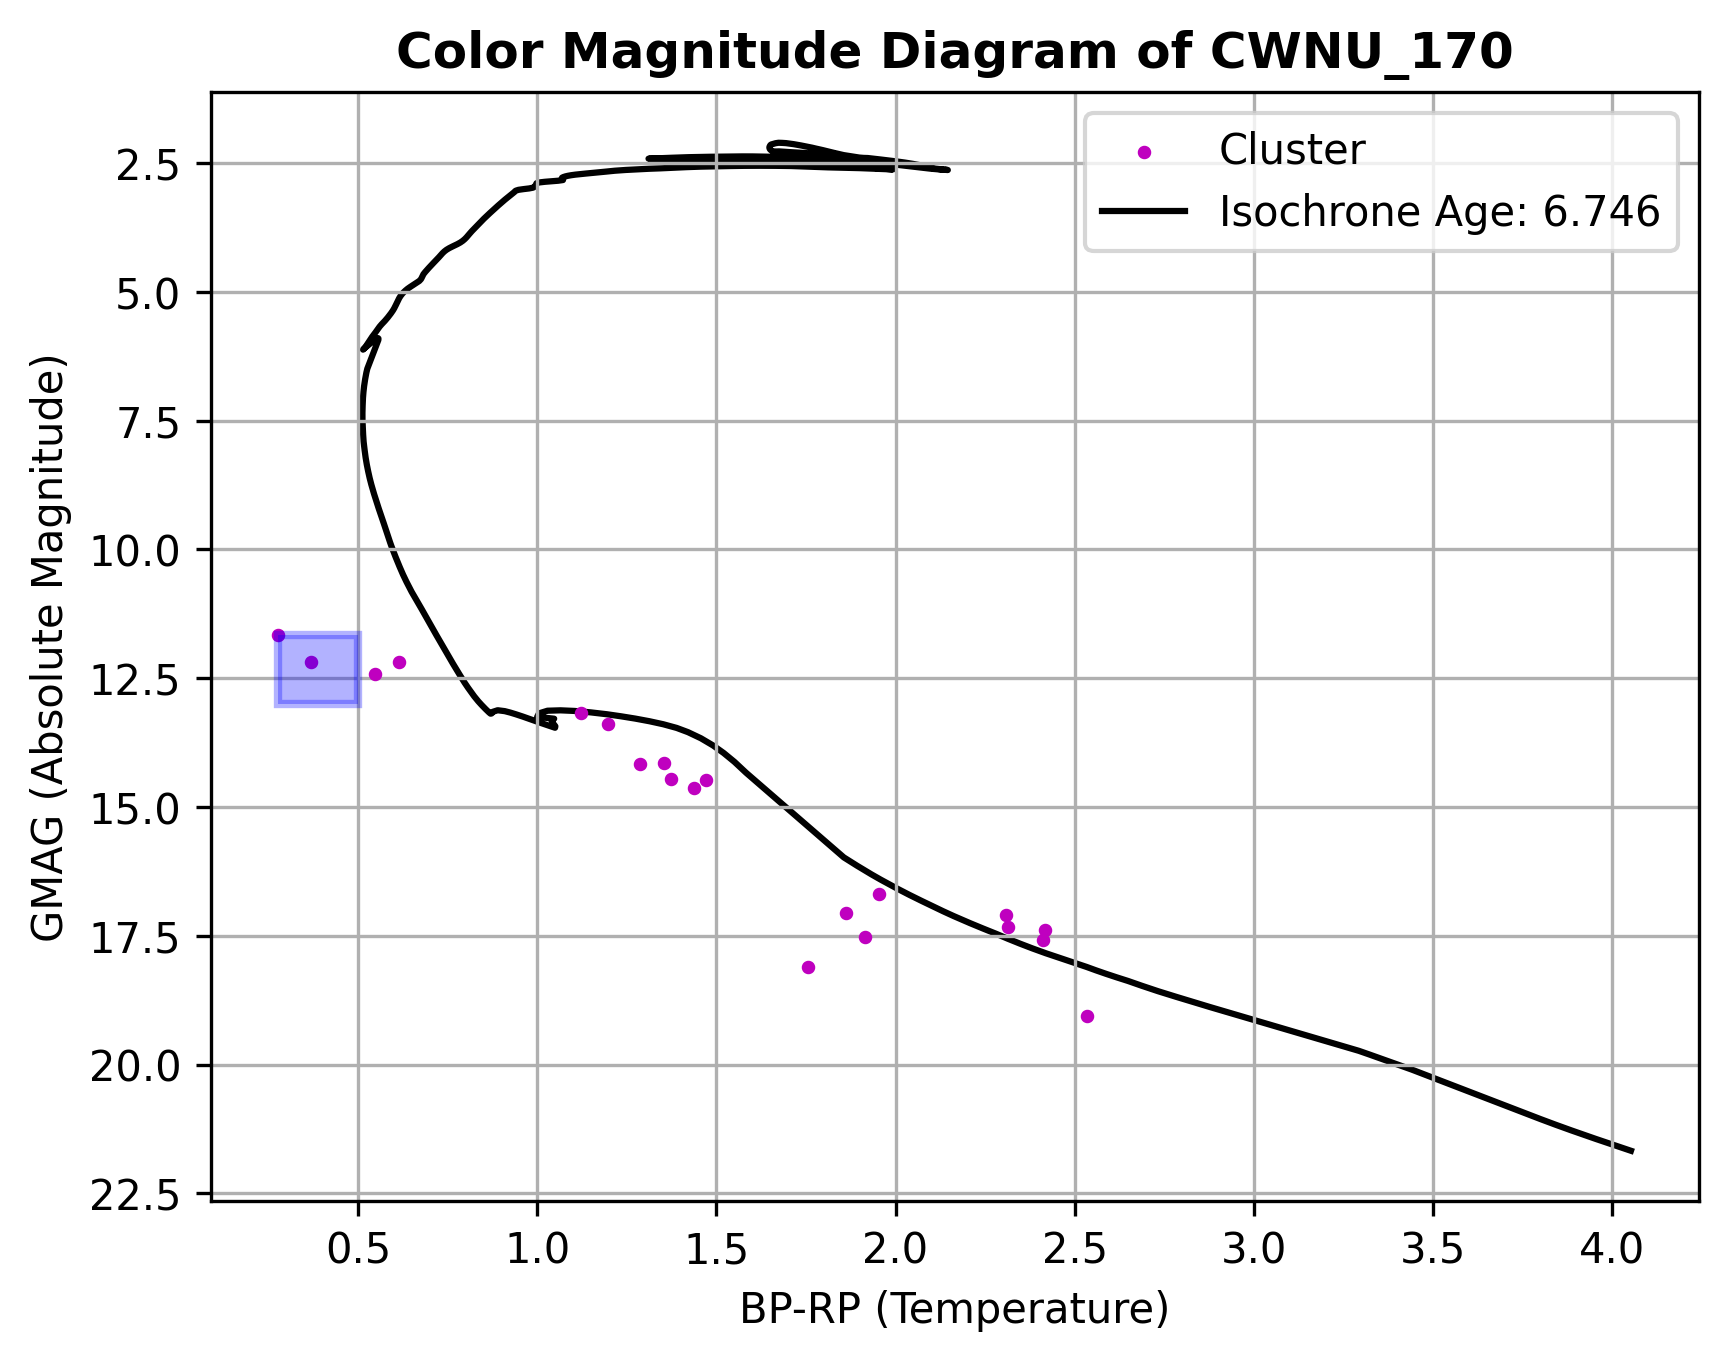 Color Magnitude Diagram of CWNU_170
Cluster
Isochrone Age: 6.746
GMAG (Absolute Magnitude)
2.5
5.0
7.5
10.0
12.5
15.0
17.5
20.0
22.5
0.5 1.0 1.5 2.0 2.5 3.0 3.5 4.0
BP-RP (Temperature)